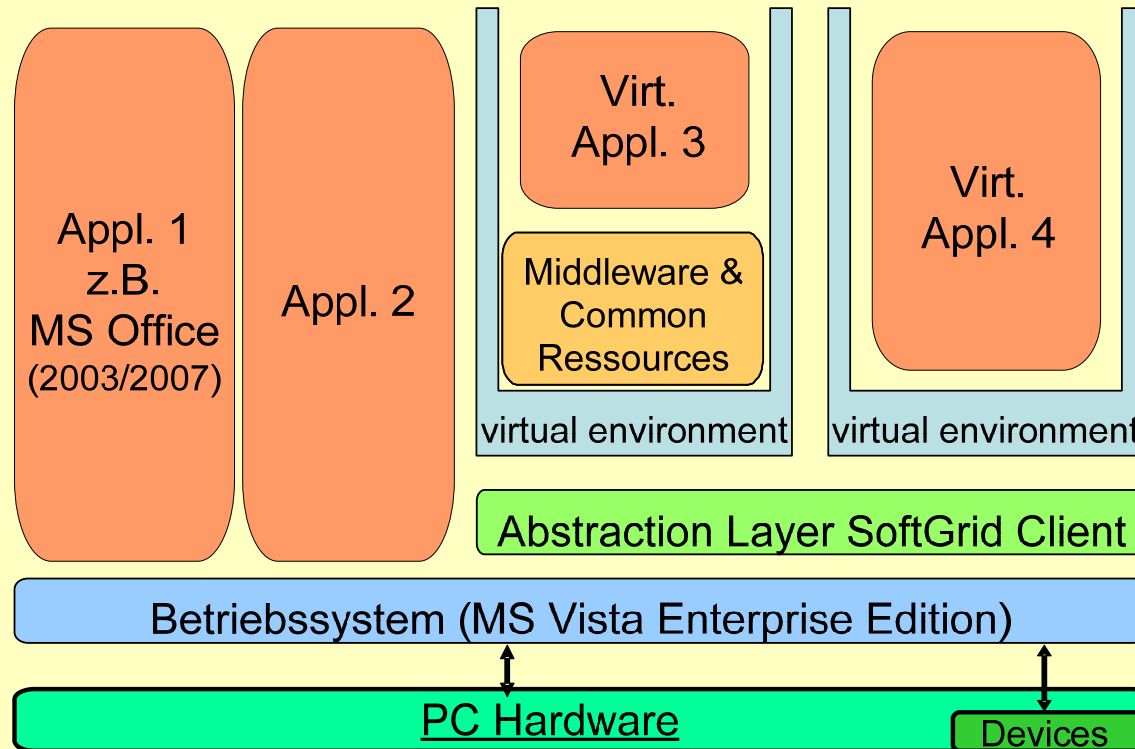 Appl. 1
z.B.
MS Office
(2003/2007)
Appl. 2
Virt.
Appl. 3
Middleware &
Common
Ressources
virtual environment
Virt.
Appl. 4
virtual environment
Abstraction Layer SoftGrid Client
Betriebssystem (MS Vista Enterprise Edition)
PC Hardware
Devices